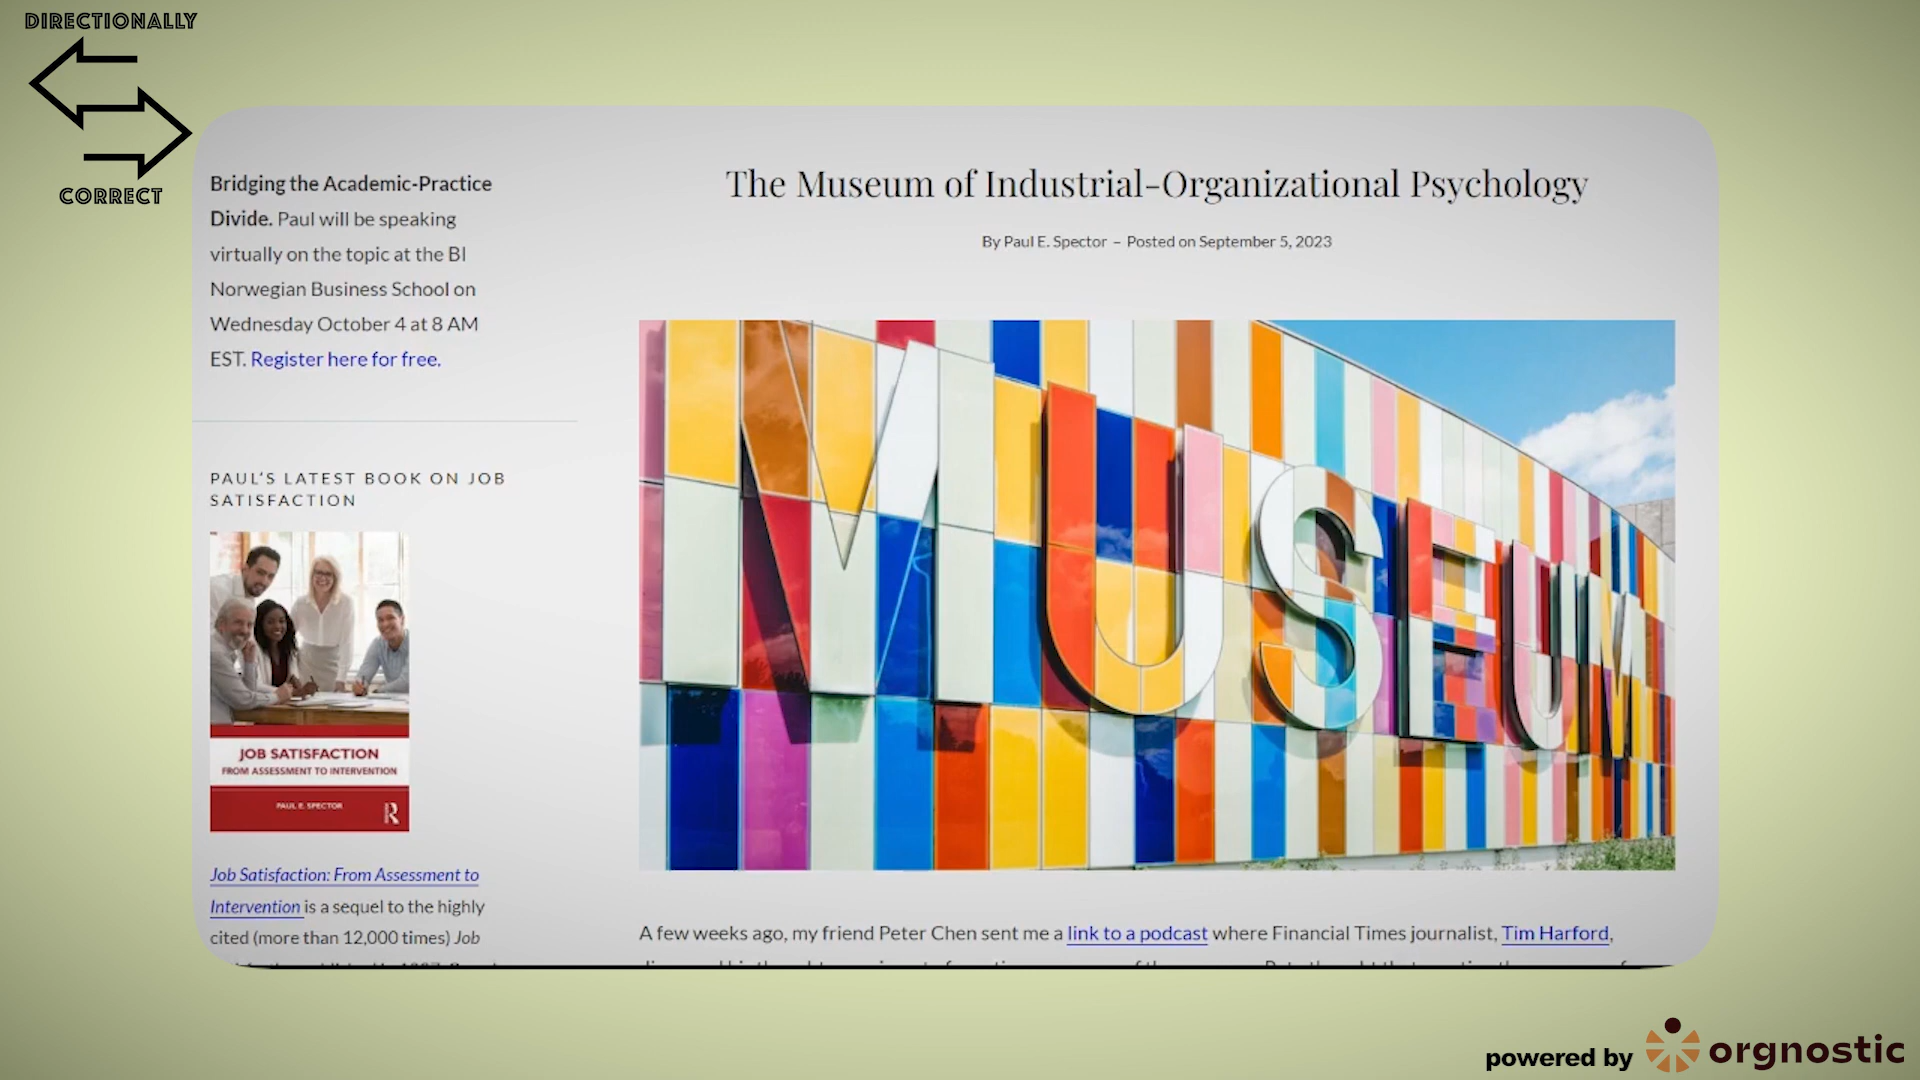 DIRECTIONALLY
CORRECT
Bridging the Academic-Practice
Divide. Paul will be speaking
virtually on the topic at the BI
Norwegian Business School on
Wednesday October 4 at 8 AM
EST. Register here for free.
PAUL'S LATEST BOOK ON JOB
SATISFACTION
JOB SATISFACTION
FROM ASSESSMENT TO INTERVENTION
PAUL E. SPECTOR
R
Job Satisfaction: From Assessment to
Intervention is a sequel to the highly
cited (more than 12,000 times) Job
The Museum of Industrial-Organizational Psychology
By Paul E. Spector – Posted on September 5, 2023
MUSEUM
A few weeks ago, my friend Peter Chen sent me a link to a podcast where Financial Times journalist, Tim Harford,
powered by orgnostic